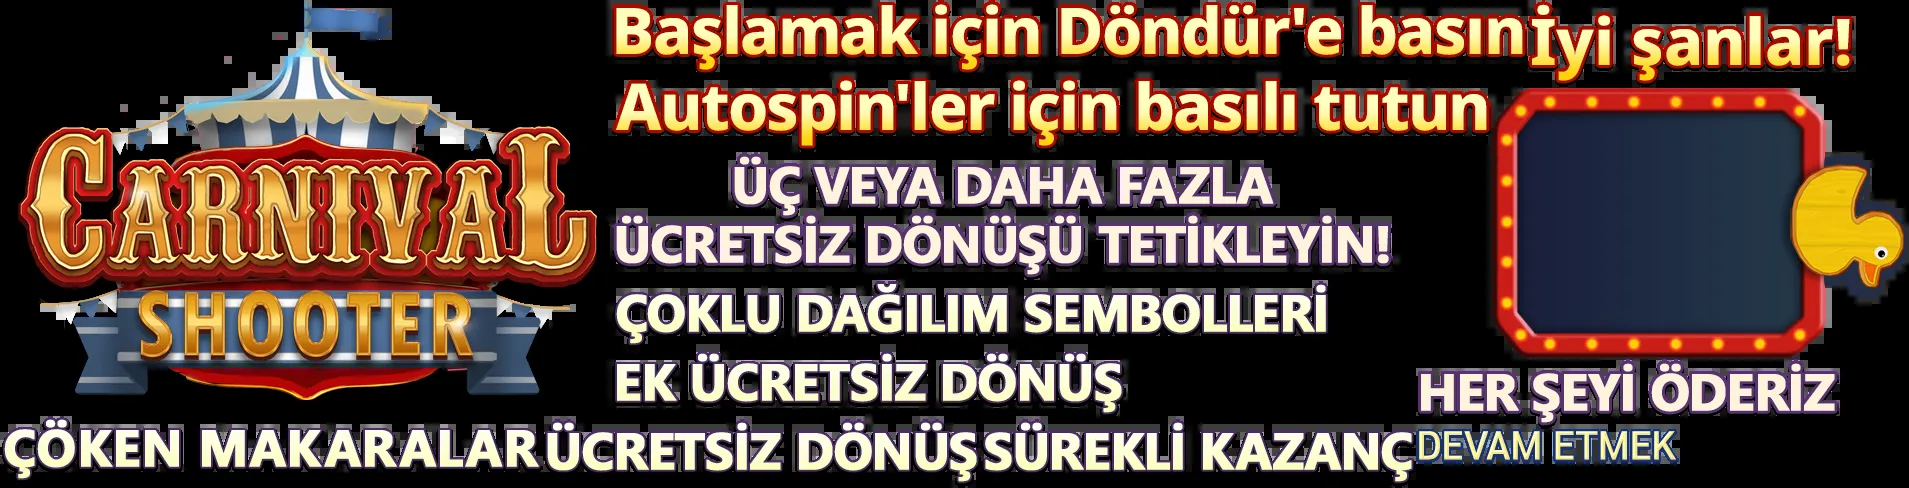 CARNIVAL
SHOOTER
Başlamak için Döndür'e basın
Autospin'ler için basılı tutun
İyi şanlar!
ÜÇ VEYA DAHA FAZLA
ÜCRETSİZ DÖNÜŞÜ TETİKLEYİN!
ÇOKLU DAĞILIM SEMBOLLERİ
EK ÜCRETSİZ DÖNÜŞ
HER ŞEYİ ÖDERİZ
ÇÖKEN MAKARALAR
ÜCRETSİZ DÖNÜŞ
SÜREKLİ KAZANÇ
DEVAM ETMEK